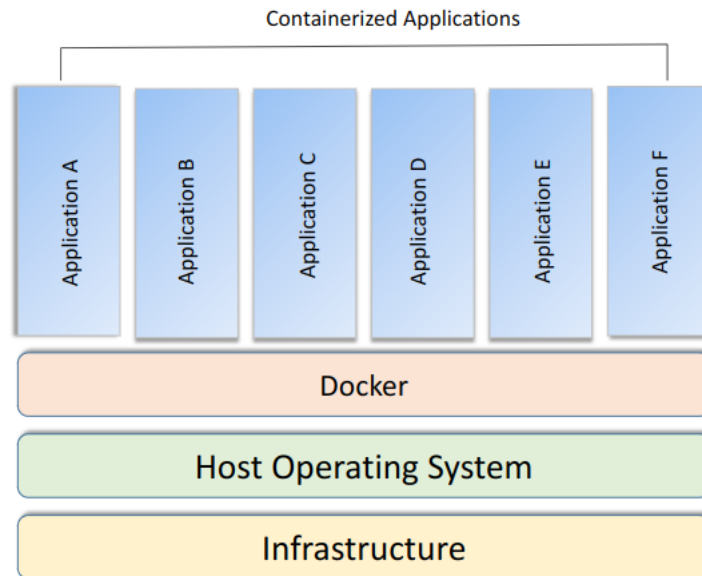 Containerized Applications
Application A
Application B
Application C
Application D
Application E
Application F
Docker
Host Operating System
Infrastructure